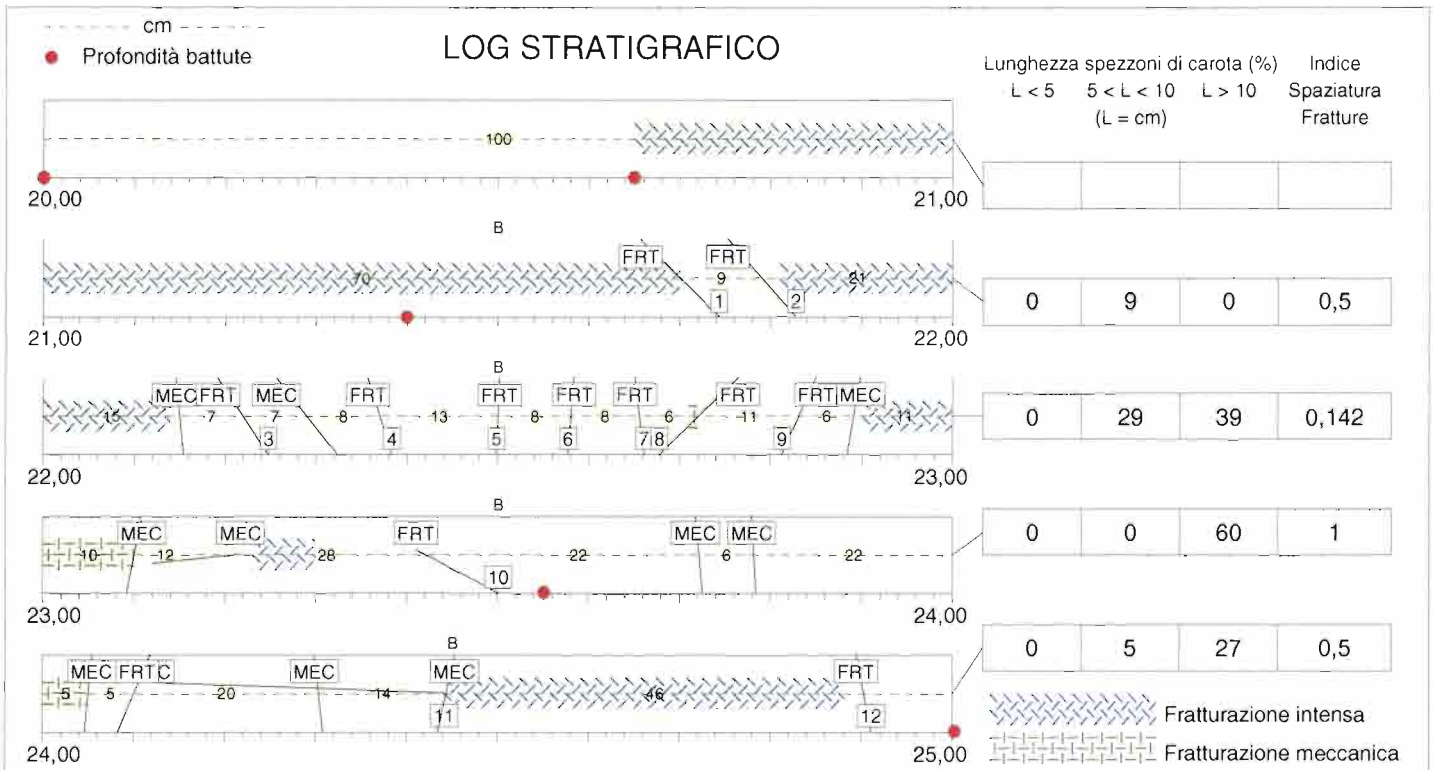 cm
Profondità battute
LOG STRATIGRAFICO
Lunghezza spezzoni di carota (%)
Indice Spaziatura Fratture
L < 5 5 < L < 10 L > 10
(L = cm)
100
20,00 21,00
B
FRT FRT
70 9 21
1 2
21,00 22,00
0 9 0 0,5
B
MEC FRT MEC FRT FRT FRT FRT FRT FRT MEC
15 7 7 8 13 8 8 6 11 6 11
3 4 5 6 7 8 9
22,00 23,00
0 29 39 0,142
B
MEC MEC FRT MEC MEC
10 12 28 22 6 22
10
23,00 24,00
0 0 60 1
B
MEC FRT C MEC MEC FRT
5 5 20 14 46
11 12
24,00 25,00
0 5 27 0,5
Fratturazione intensa
Fratturazione meccanica